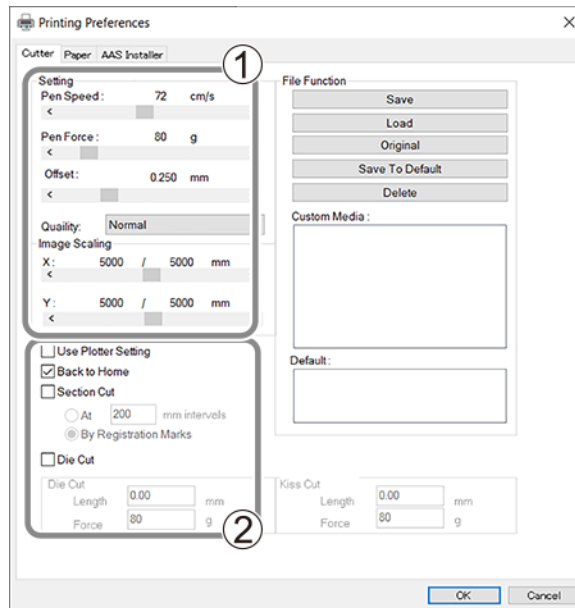 Printing Preferences
Cutter Paper AAS Installer
①
Setting
Pen Speed : 72 cm/s
<
Pen Force : 80 g
<
Offset : 0.250 mm
<
Quaility: Normal
Image Scaling
X : 5000 / 5000 mm
<
Y : 5000 / 5000 mm
<
File Function
Save
Load
Original
Save To Default
Delete
Custom Media :
Default :
Use Plotter Setting
Back to Home
Section Cut
At 200 mm intervals
By Registration Marks
Die Cut
Die Cut
Length 0.00 mm
Force 80 g
②
Kiss Cut
Length 0.00 mm
Force 80 g
OK Cancel